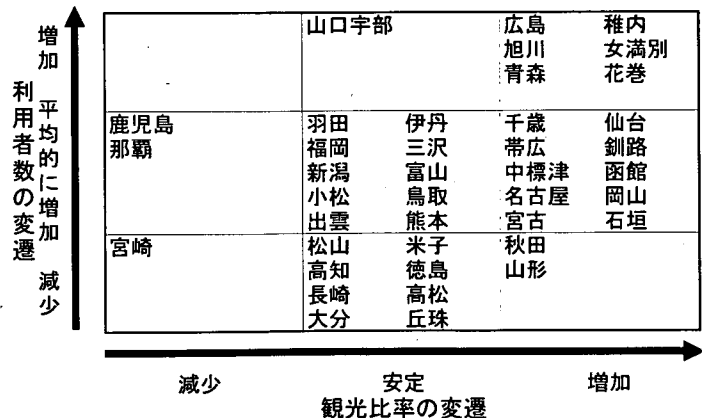 利用者数の変遷
増加 平均的に増加 減少
山口宇部 広島 稚内
旭川 女満別
青森 花巻
鹿児島 羽田 伊丹 千歳 仙台
那覇 福岡 三沢 帯広 釧路
新潟 富山 中標津 函館
小松 鳥取 名古屋 岡山
出雲 熊本 宮古 石垣
宮崎 松山 米子 秋田
高知 徳島 山形
長崎 高松
大分 丘珠
減少 安定 増加
観光比率の変遷